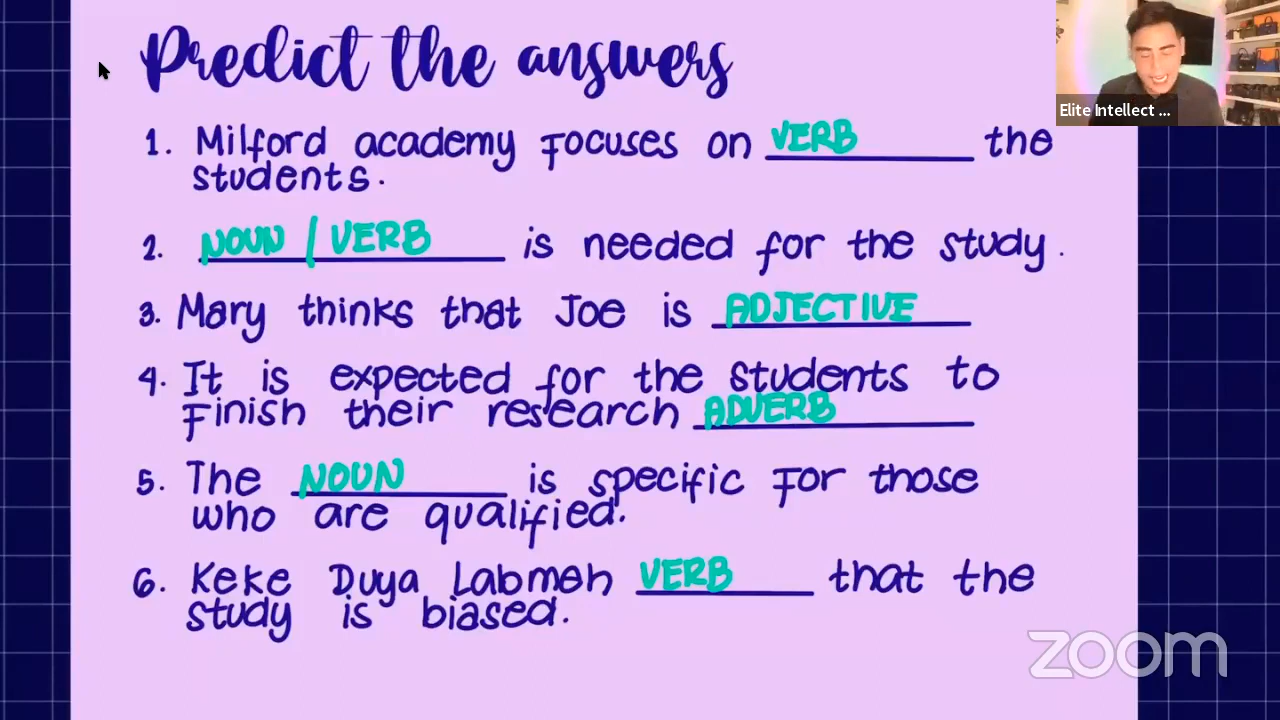 Predict the answers
Elite Intellect ...
1. Milford academy focuses on VERB the
students.
2. NOUN / VERB is needed for the study.
3. Mary thinks that Joe is ADJECTIVE
4. It is expected for the students to
finish their research ADVERB
5. The NOUN is specific for those
who are qualified.
6. Keke Duya Labmeh VERB that the
study is biased.
zoom